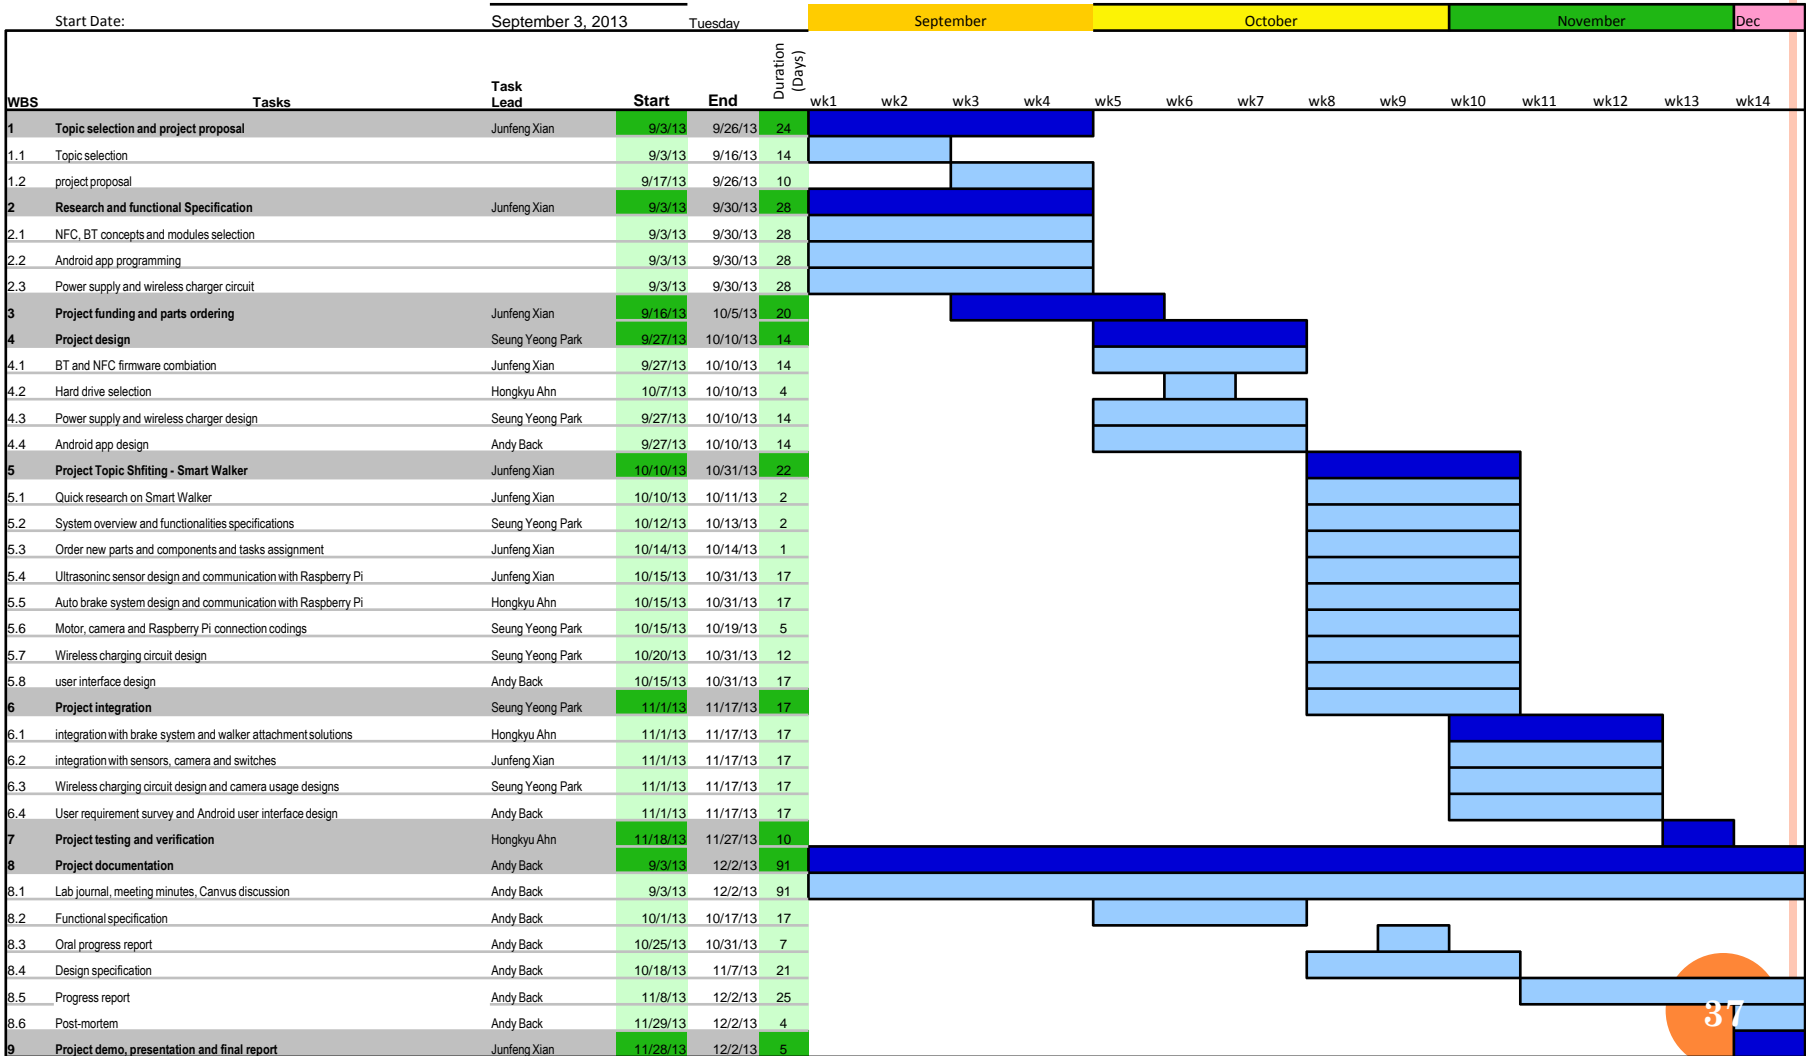 Start Date: September 3, 2013 Tuesday September October November Dec
WBS Tasks Task Lead Start End Duration (Days) wk1 wk2 wk3 wk4 wk5 wk6 wk7 wk8 wk9 wk10 wk11 wk12 wk13 wk14
1 Topic selection and project proposal Junfeng Xian 9/3/13 9/26/13 24
1.1 Topic selection 9/3/13 9/16/13 14
1.2 project proposal 9/17/13 9/26/13 10
2 Research and functional Specification Junfeng Xian 9/3/13 9/30/13 28
2.1 NFC, BT concepts and modules selection 9/3/13 9/30/13 28
2.2 Android app programming 9/3/13 9/30/13 28
2.3 Power supply and wireless charger circuit 9/3/13 9/30/13 28
3 Project funding and parts ordering Junfeng Xian 9/16/13 10/5/13 20
4 Project design Seung Yeong Park 9/27/13 10/10/13 14
4.1 BT and NFC firmware combiation Junfeng Xian 9/27/13 10/10/13 14
4.2 Hard drive selection Hongkyu Ahn 10/7/13 10/10/13 4
4.3 Power supply and wireless charger design Seung Yeong Park 9/27/13 10/10/13 14
4.4 Android app design Andy Back 9/27/13 10/10/13 14
5 Project Topic Shfiting - Smart Walker Junfeng Xian 10/10/13 10/31/13 22
5.1 Quick research on Smart Walker Junfeng Xian 10/10/13 10/11/13 2
5.2 System overview and functionalities specifications Seung Yeong Park 10/12/13 10/13/13 2
5.3 Order new parts and components and tasks assignment Junfeng Xian 10/14/13 10/14/13 1
5.4 Ultrasoninc sensor design and communication with Raspberry Pi Junfeng Xian 10/15/13 10/31/13 17
5.5 Auto brake system design and communication with Raspberry Pi Hongkyu Ahn 10/15/13 10/31/13 17
5.6 Motor, camera and Raspberry Pi connection codings Seung Yeong Park 10/15/13 10/19/13 5
5.7 Wireless charging circuit design Seung Yeong Park 10/20/13 10/31/13 12
5.8 user interface design Andy Back 10/15/13 10/31/13 17
6 Project integration Seung Yeong Park 11/1/13 11/17/13 17
6.1 integration with brake system and walker attachment solutions Hongkyu Ahn 11/1/13 11/17/13 17
6.2 integration with sensors, camera and switches Junfeng Xian 11/1/13 11/17/13 17
6.3 Wireless charging circuit design and camera usage designs Seung Yeong Park 11/1/13 11/17/13 17
6.4 User requirement survey and Android user interface design Andy Back 11/1/13 11/17/13 17
7 Project testing and verification Hongkyu Ahn 11/18/13 11/27/13 10
8 Project documentation Andy Back 9/3/13 12/2/13 91
8.1 Lab journal, meeting minutes, Canvus discussion Andy Back 9/3/13 12/2/13 91
8.2 Functional specification Andy Back 10/1/13 10/17/13 17
8.3 Oral progress report Andy Back 10/25/13 10/31/13 7
8.4 Design specification Andy Back 10/18/13 11/7/13 21
8.5 Progress report Andy Back 11/8/13 12/2/13 25
8.6 Post-mortem Andy Back 11/29/13 12/2/13 4
37
9 Project demo, presentation and final report Junfeng Xian 11/28/13 12/2/13 5